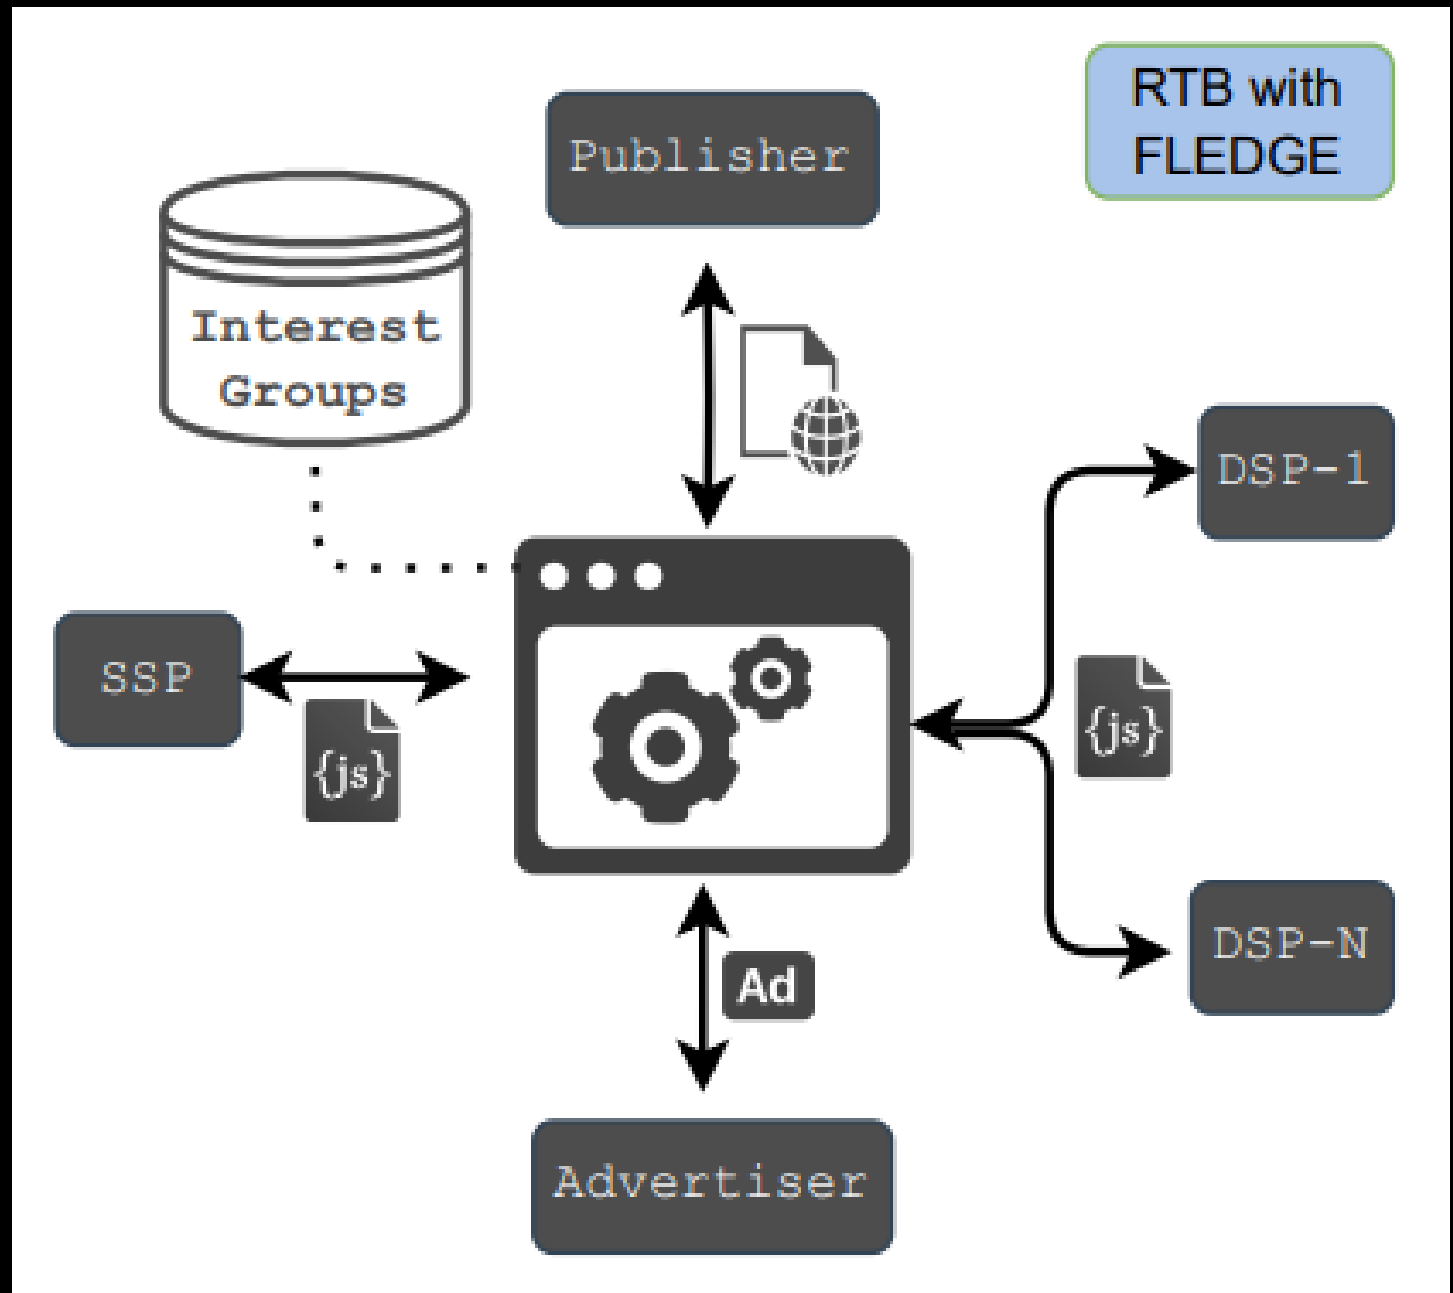 RTB with
FLEDGE
Publisher
Interest
Groups
DSP-1
SSP
{js}
{js}
DSP-N
Ad
Advertiser